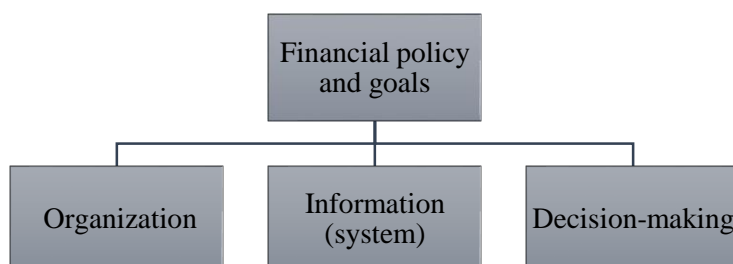 Financial policy
and goals
Organization
Information
(system)
Decision-making